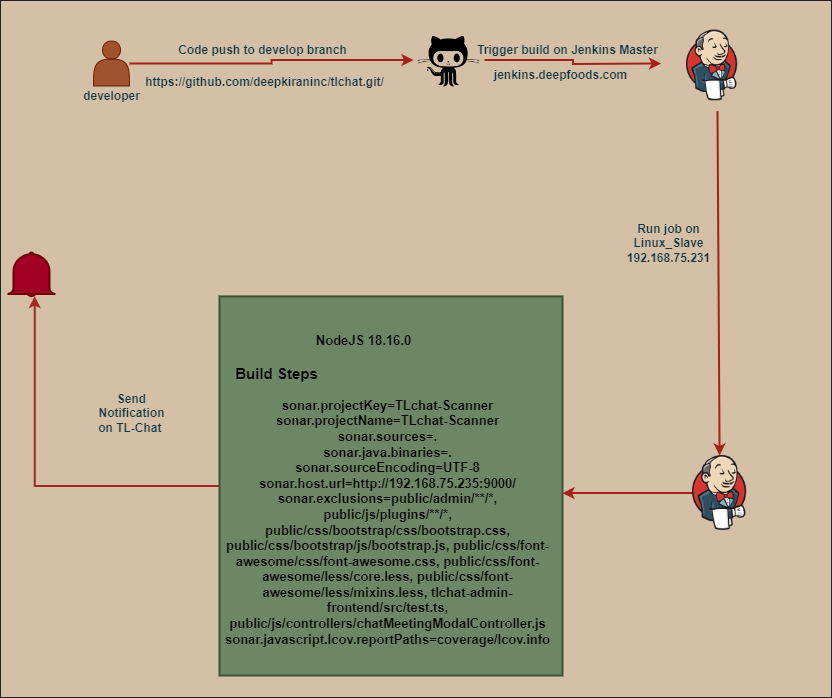 Code push to develop branch
Trigger build on Jenkins Master
https://github.com/deepkiraninc/tlchat.git/
jenkins.deepfoods.com
developer
Run job on
Linux_Slave
192.168.75.231
NodeJS 18.16.0
Build Steps
sonar.projectKey=TLchat-Scanner
sonar.projectName=TLchat-Scanner
sonar.sources=.
sonar.java.binaries=.
sonar.sourceEncoding=UTF-8
sonar.host.url=http://192.168.75.235:9000/
sonar.exclusions=public/admin/**/*,
public/js/plugins/**/*,
public/css/bootstrap/css/bootstrap.css,
public/css/bootstrap/js/bootstrap.js, public/css/font-
awesome/css/font-awesome.css, public/css/font-
awesome/less/core.less, public/css/font-
awesome/less/mixins.less, tlchat-admin-
frontend/src/test.ts,
public/js/controllers/chatMeetingModalController.js
sonar.javascript.lcov.reportPaths=coverage/lcov.info
Send
Notification
on TL-Chat